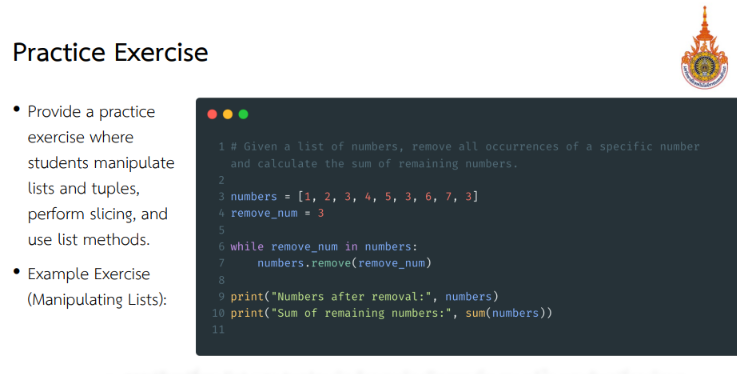 Practice Exercise
• Provide a practice
exercise where
students manipulate
lists and tuples,
perform slicing, and
use list methods.
• Example Exercise
(Manipulating Lists):
1 # Given a list of numbers, remove all occurrences of a specific number
and calculate the sum of remaining numbers.
2
3 numbers = [1, 2, 3, 4, 5, 3, 6, 7, 3]
4 remove_num = 3
5
6 while remove_num in numbers:
7     numbers.remove(remove_num)
8
9 print("Numbers after removal:", numbers)
10 print("Sum of remaining numbers:", sum(numbers))
11